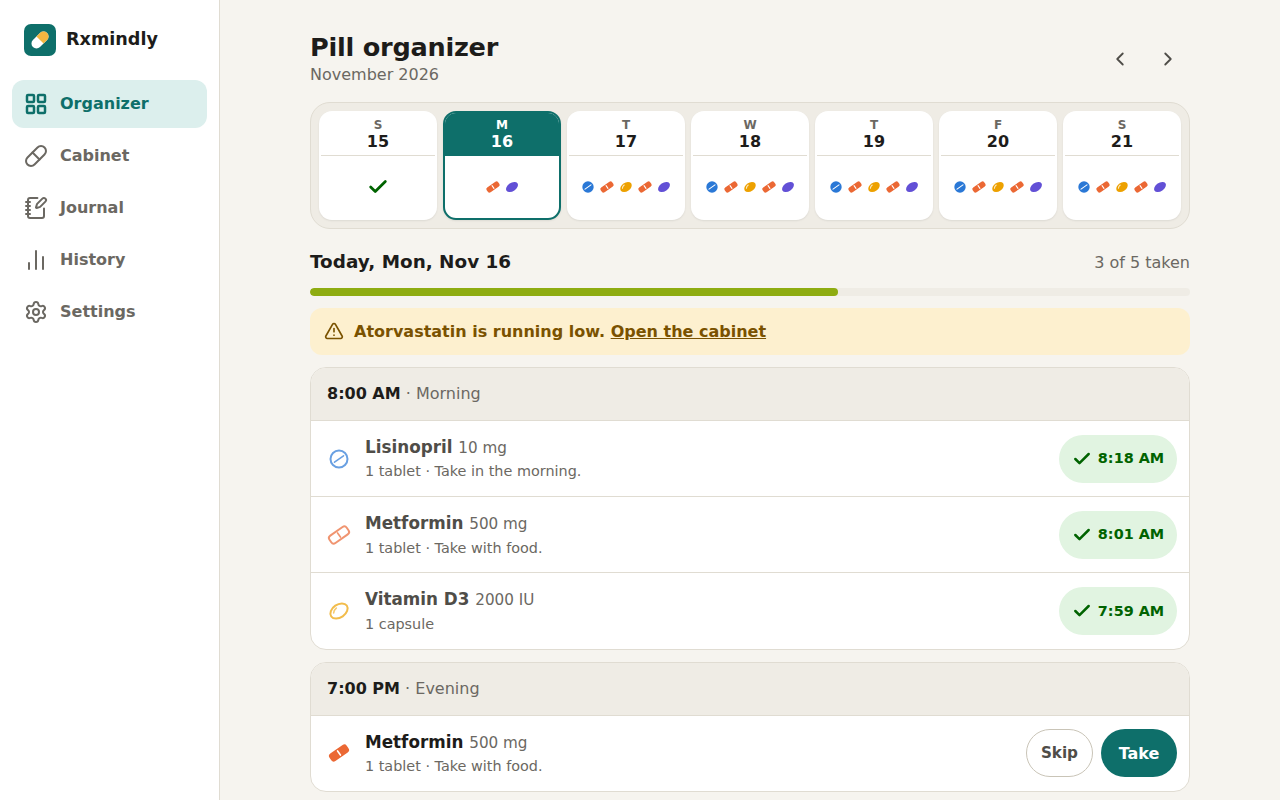 Rxmindly
Organizer
Cabinet
Journal
History
Settings
Pill organizer
November 2026
S
15
M
16
T
17
W
18
T
19
F
20
S
21
Today, Mon, Nov 16
3 of 5 taken
Atorvastatin is running low. Open the cabinet
8:00 AM · Morning
Lisinopril 10 mg
1 tablet · Take in the morning.
8:18 AM
Metformin 500 mg
1 tablet · Take with food.
8:01 AM
Vitamin D3 2000 IU
1 capsule
7:59 AM
7:00 PM · Evening
Metformin 500 mg
1 tablet · Take with food.
Skip
Take